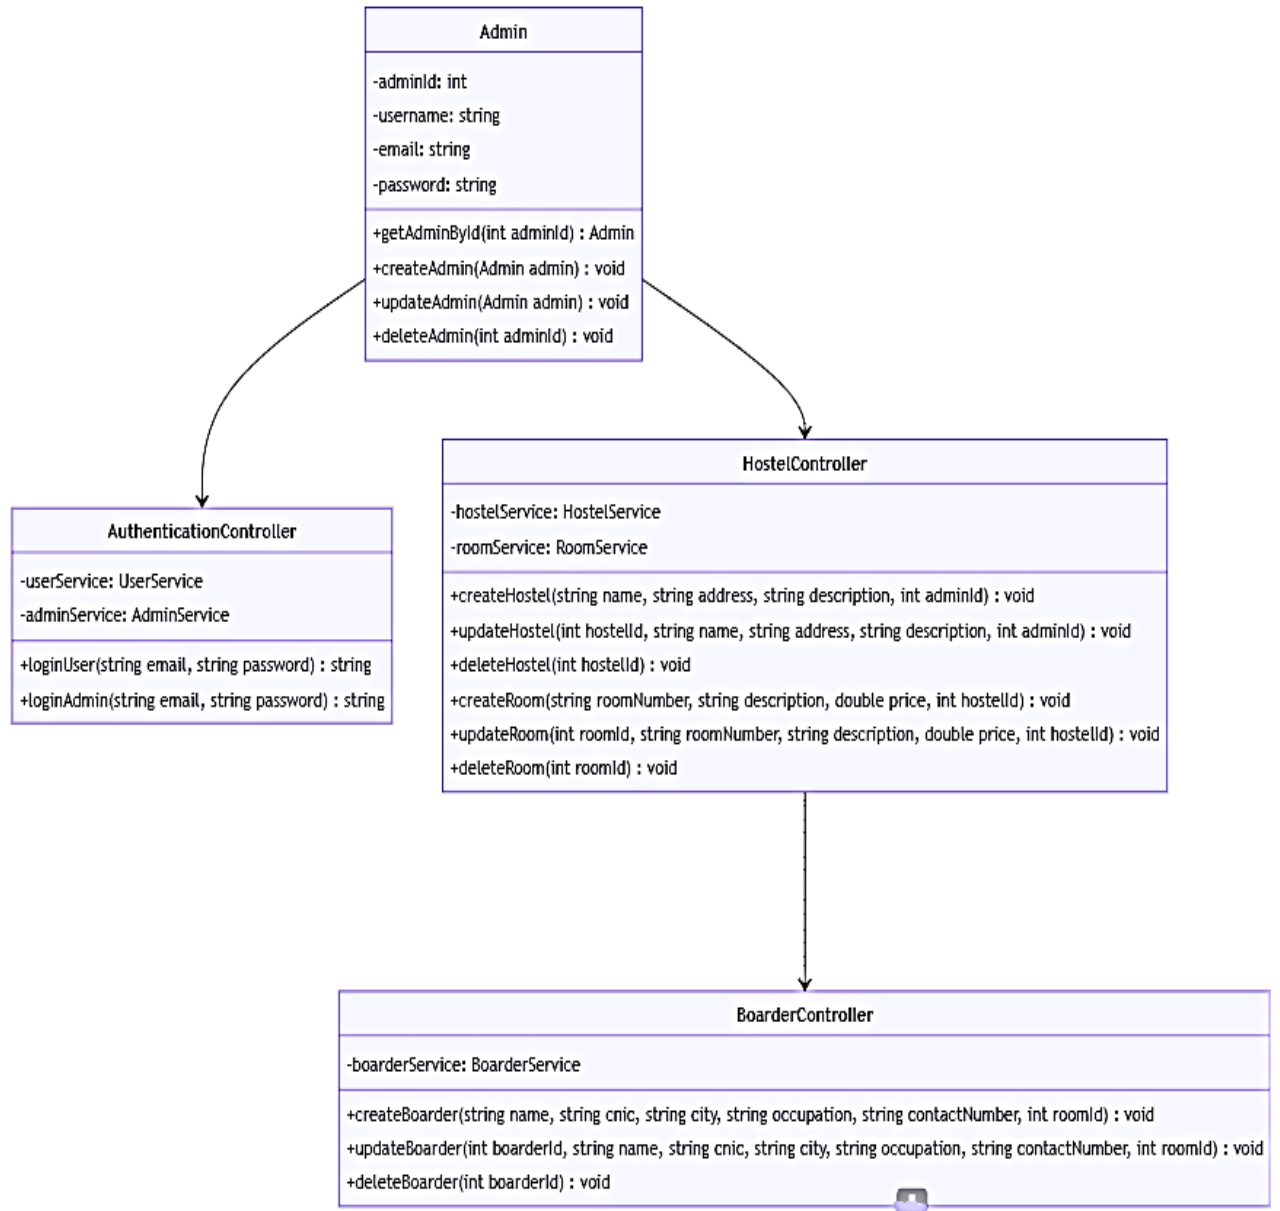 Admin
-adminId: int
-username: string
-email: string
-password: string
+getAdminById(int adminId) : Admin
+createAdmin(Admin admin) : void
+updateAdmin(Admin admin) : void
+deleteAdmin(int adminId) : void
HostelController
-hostelService: HostelService
-roomService: RoomService
+createHostel(string name, string address, string description, int adminId) : void
+updateHostel(int hostelId, string name, string address, string description, int adminId) : void
+deleteHostel(int hostelId) : void
+createRoom(string roomNumber, string description, double price, int hostelId) : void
+updateRoom(int roomId, string roomNumber, string description, double price, int hostelId) : void
+deleteRoom(int roomId) : void
AuthenticationController
-userService: UserService
-adminService: AdminService
+loginUser(string email, string password) : string
+loginAdmin(string email, string password) : string
BoarderController
-boarderService: BoarderService
+createBoarder(string name, string cnic, string city, string occupation, string contactNumber, int roomId) : void
+updateBoarder(int boarderId, string name, string cnic, string city, string occupation, string contactNumber, int roomId) : void
+deleteBoarder(int boarderId) : void